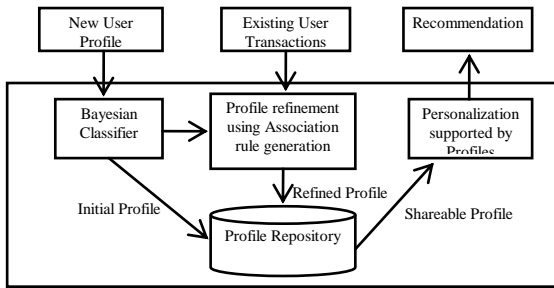 New User
Profile
Existing User
Transactions
Recommendation
Bayesian
Classifier
Profile refinement
using Association
rule generation
Personalization
supported by
Profiles
Initial Profile
Refined Profile
Shareable Profile
Profile Repository